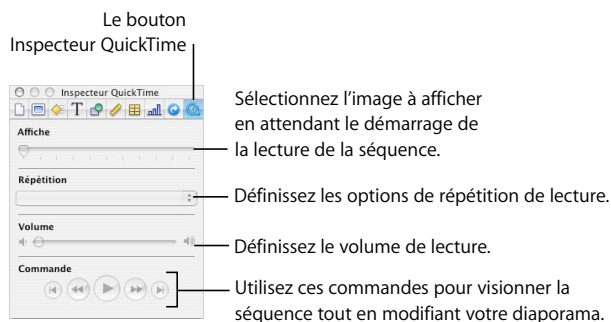 Le bouton
Inspecteur QuickTime
Inspecteur QuickTime
Affiche
Sélectionnez l'image à afficher
en attendant le démarrage de
la lecture de la séquence.
Répétition
Définissez les options de répétition de lecture.
Volume
Définissez le volume de lecture.
Commande
Utilisez ces commandes pour visionner la
séquence tout en modifiant votre diaporama.